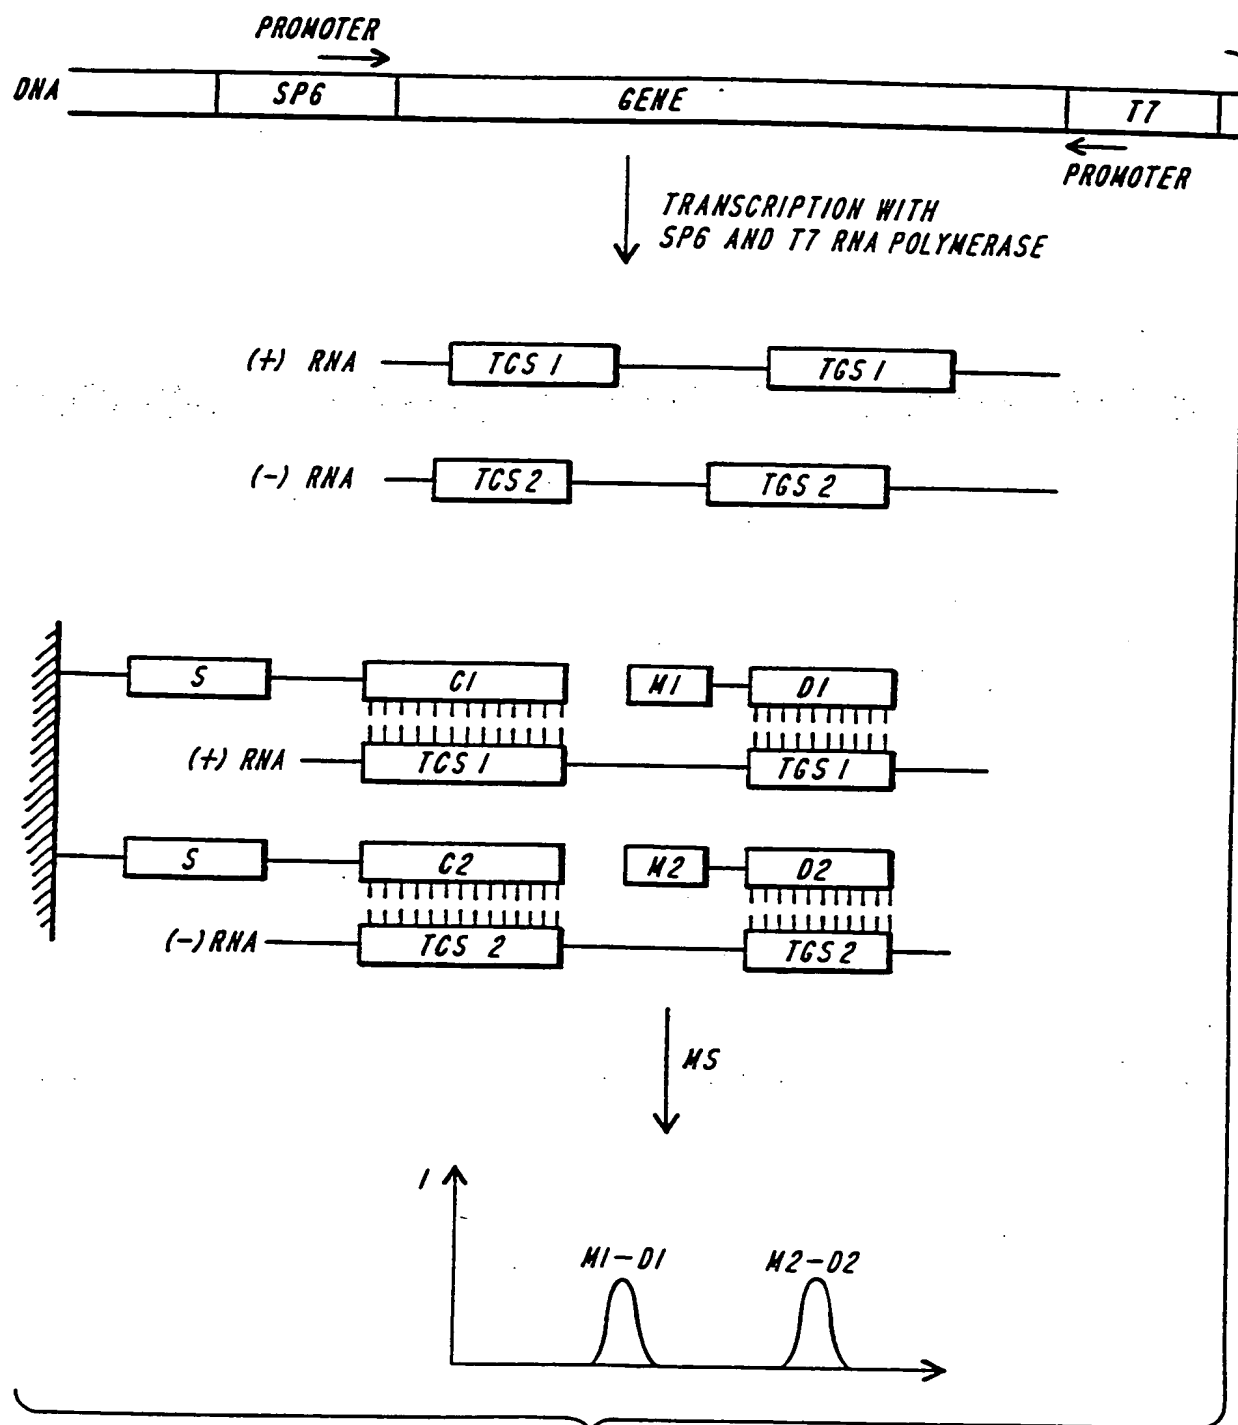 PROMOTER
DNA SP6 GENE T7
PROMOTER
TRANSCRIPTION WITH
SP6 AND T7 RNA POLYMERASE
(+) RNA TCS 1 TGS 1
(-) RNA TCS 2 TGS 2
S C1 M1 D1
(+) RNA TCS 1 TGS 1
S C2 M2 D2
(-) RNA TCS 2 TGS 2
MS
I
M1-D1 M2-D2